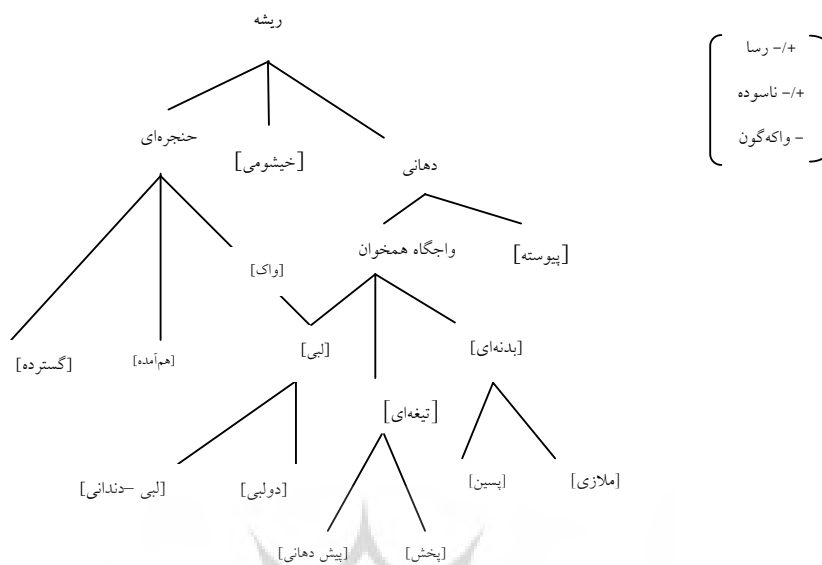 ریشه
+/− رسا
+/− ناسوده
− واکه‌گون
حنجره‌ای
[خیشومی]
دهانی
واجگاه همخوان
[پیوسته]
[واک]
[گسترده]
[هم‌آمده]
[لبی]
[بدنه‌ای]
[تیغه‌ای]
[لبی –دندانی]
[دولبی]
[پسین]
[ملازی]
[پیش دهانی]
[پخش]